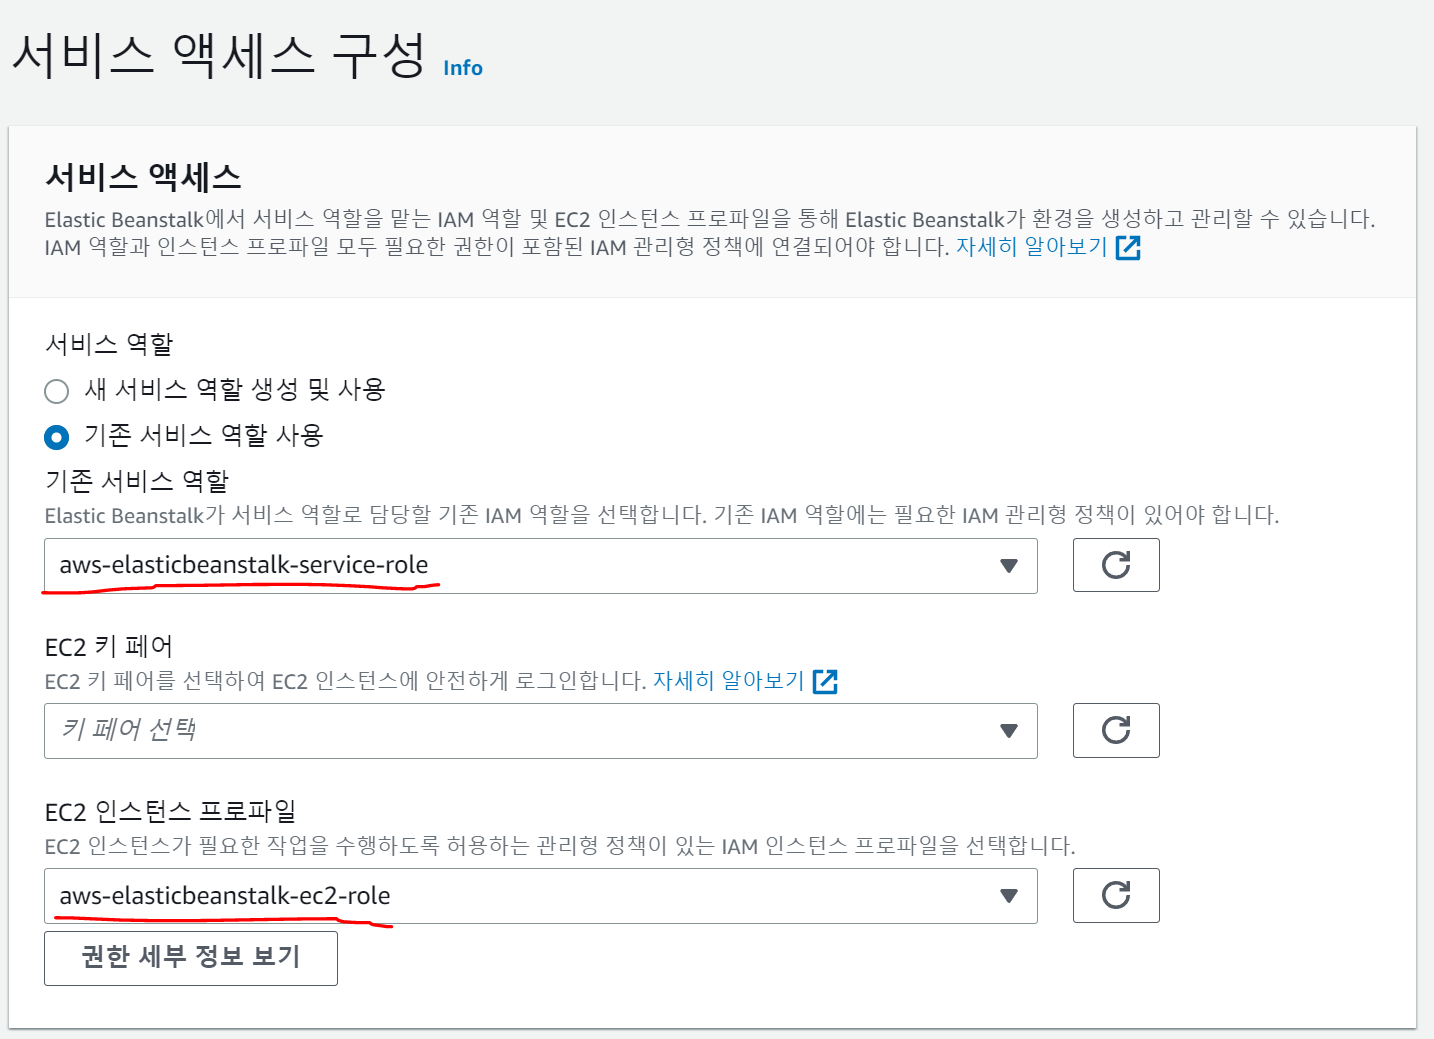 서비스 액세스 구성 Info
서비스 액세스
Elastic Beanstalk에서 서비스 역할을 맡는 IAM 역할 및 EC2 인스턴스 프로파일을 통해 Elastic Beanstalk가 환경을 생성하고 관리할 수 있습니다.
IAM 역할과 인스턴스 프로파일 모두 필요한 권한이 포함된 IAM 관리형 정책에 연결되어야 합니다. 자세히 알아보기
서비스 역할
새 서비스 역할 생성 및 사용
기존 서비스 역할 사용
기존 서비스 역할
Elastic Beanstalk가 서비스 역할로 담당할 기존 IAM 역할을 선택합니다. 기존 IAM 역할에는 필요한 IAM 관리형 정책이 있어야 합니다.
aws-elasticbeanstalk-service-role
EC2 키 페어
EC2 키 페어를 선택하여 EC2 인스턴스에 안전하게 로그인합니다. 자세히 알아보기
키 페어 선택
EC2 인스턴스 프로파일
EC2 인스턴스가 필요한 작업을 수행하도록 허용하는 관리형 정책이 있는 IAM 인스턴스 프로파일을 선택합니다.
aws-elasticbeanstalk-ec2-role
권한 세부 정보 보기